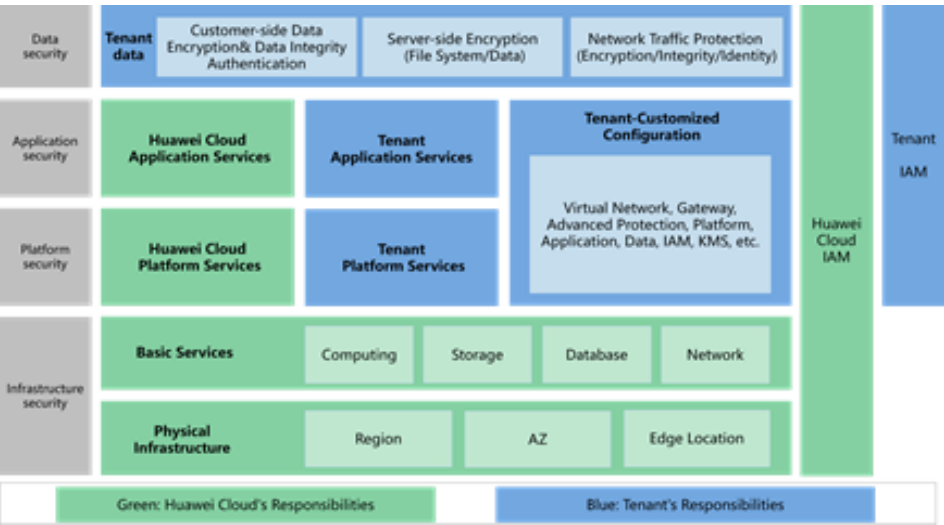 Data
security
Tenant
data
Customer-side Data
Encryption& Data Integrity
Authentication
Server-side Encryption
(File System/Data)
Network Traffic Protection
(Encryption/Integrity/Identity)
Application
security
Huawei Cloud
Application Services
Tenant
Application Services
Tenant-Customized
Configuration
Virtual Network, Gateway,
Advanced Protection, Platform,
Application, Data, IAM, KMS, etc.
Platform
security
Huawei Cloud
Platform Services
Tenant
Platform Services
Huawei
Cloud
IAM
Tenant
IAM
Infrastructure
security
Basic Services
Computing
Storage
Database
Network
Physical
Infrastructure
Region
AZ
Edge Location
Green: Huawei Cloud's Responsibilities
Blue: Tenant's Responsibilities